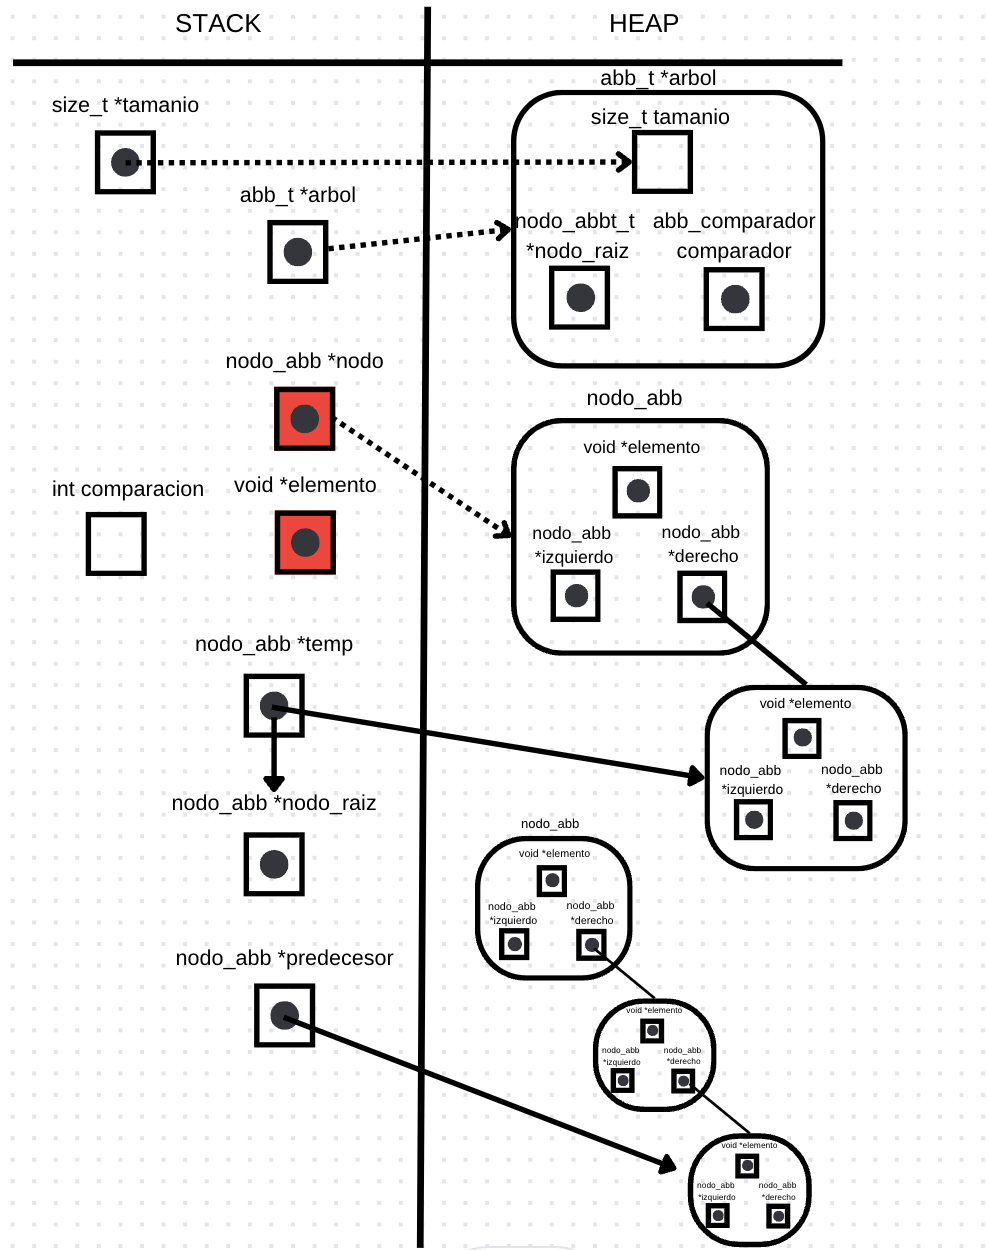 STACK
HEAP
abb_t *arbol
size_t *tamanio
size_t tamanio
abb_t *arbol
nodo_abbt_t
*nodo_raiz
abb_comparador
comparador
nodo_abb *nodo
nodo_abb
void *elemento
int comparacion
void *elemento
nodo_abb
*izquierdo
nodo_abb
*derecho
nodo_abb *temp
void *elemento
nodo_abb
*izquierdo
nodo_abb
*derecho
nodo_abb *nodo_raiz
nodo_abb
void *elemento
nodo_abb
*izquierdo
nodo_abb
*derecho
nodo_abb *predecesor
void *elemento
nodo_abb
*izquierdo
nodo_abb
*derecho
void *elemento
nodo_abb
*izquierdo
nodo_abb
*derecho